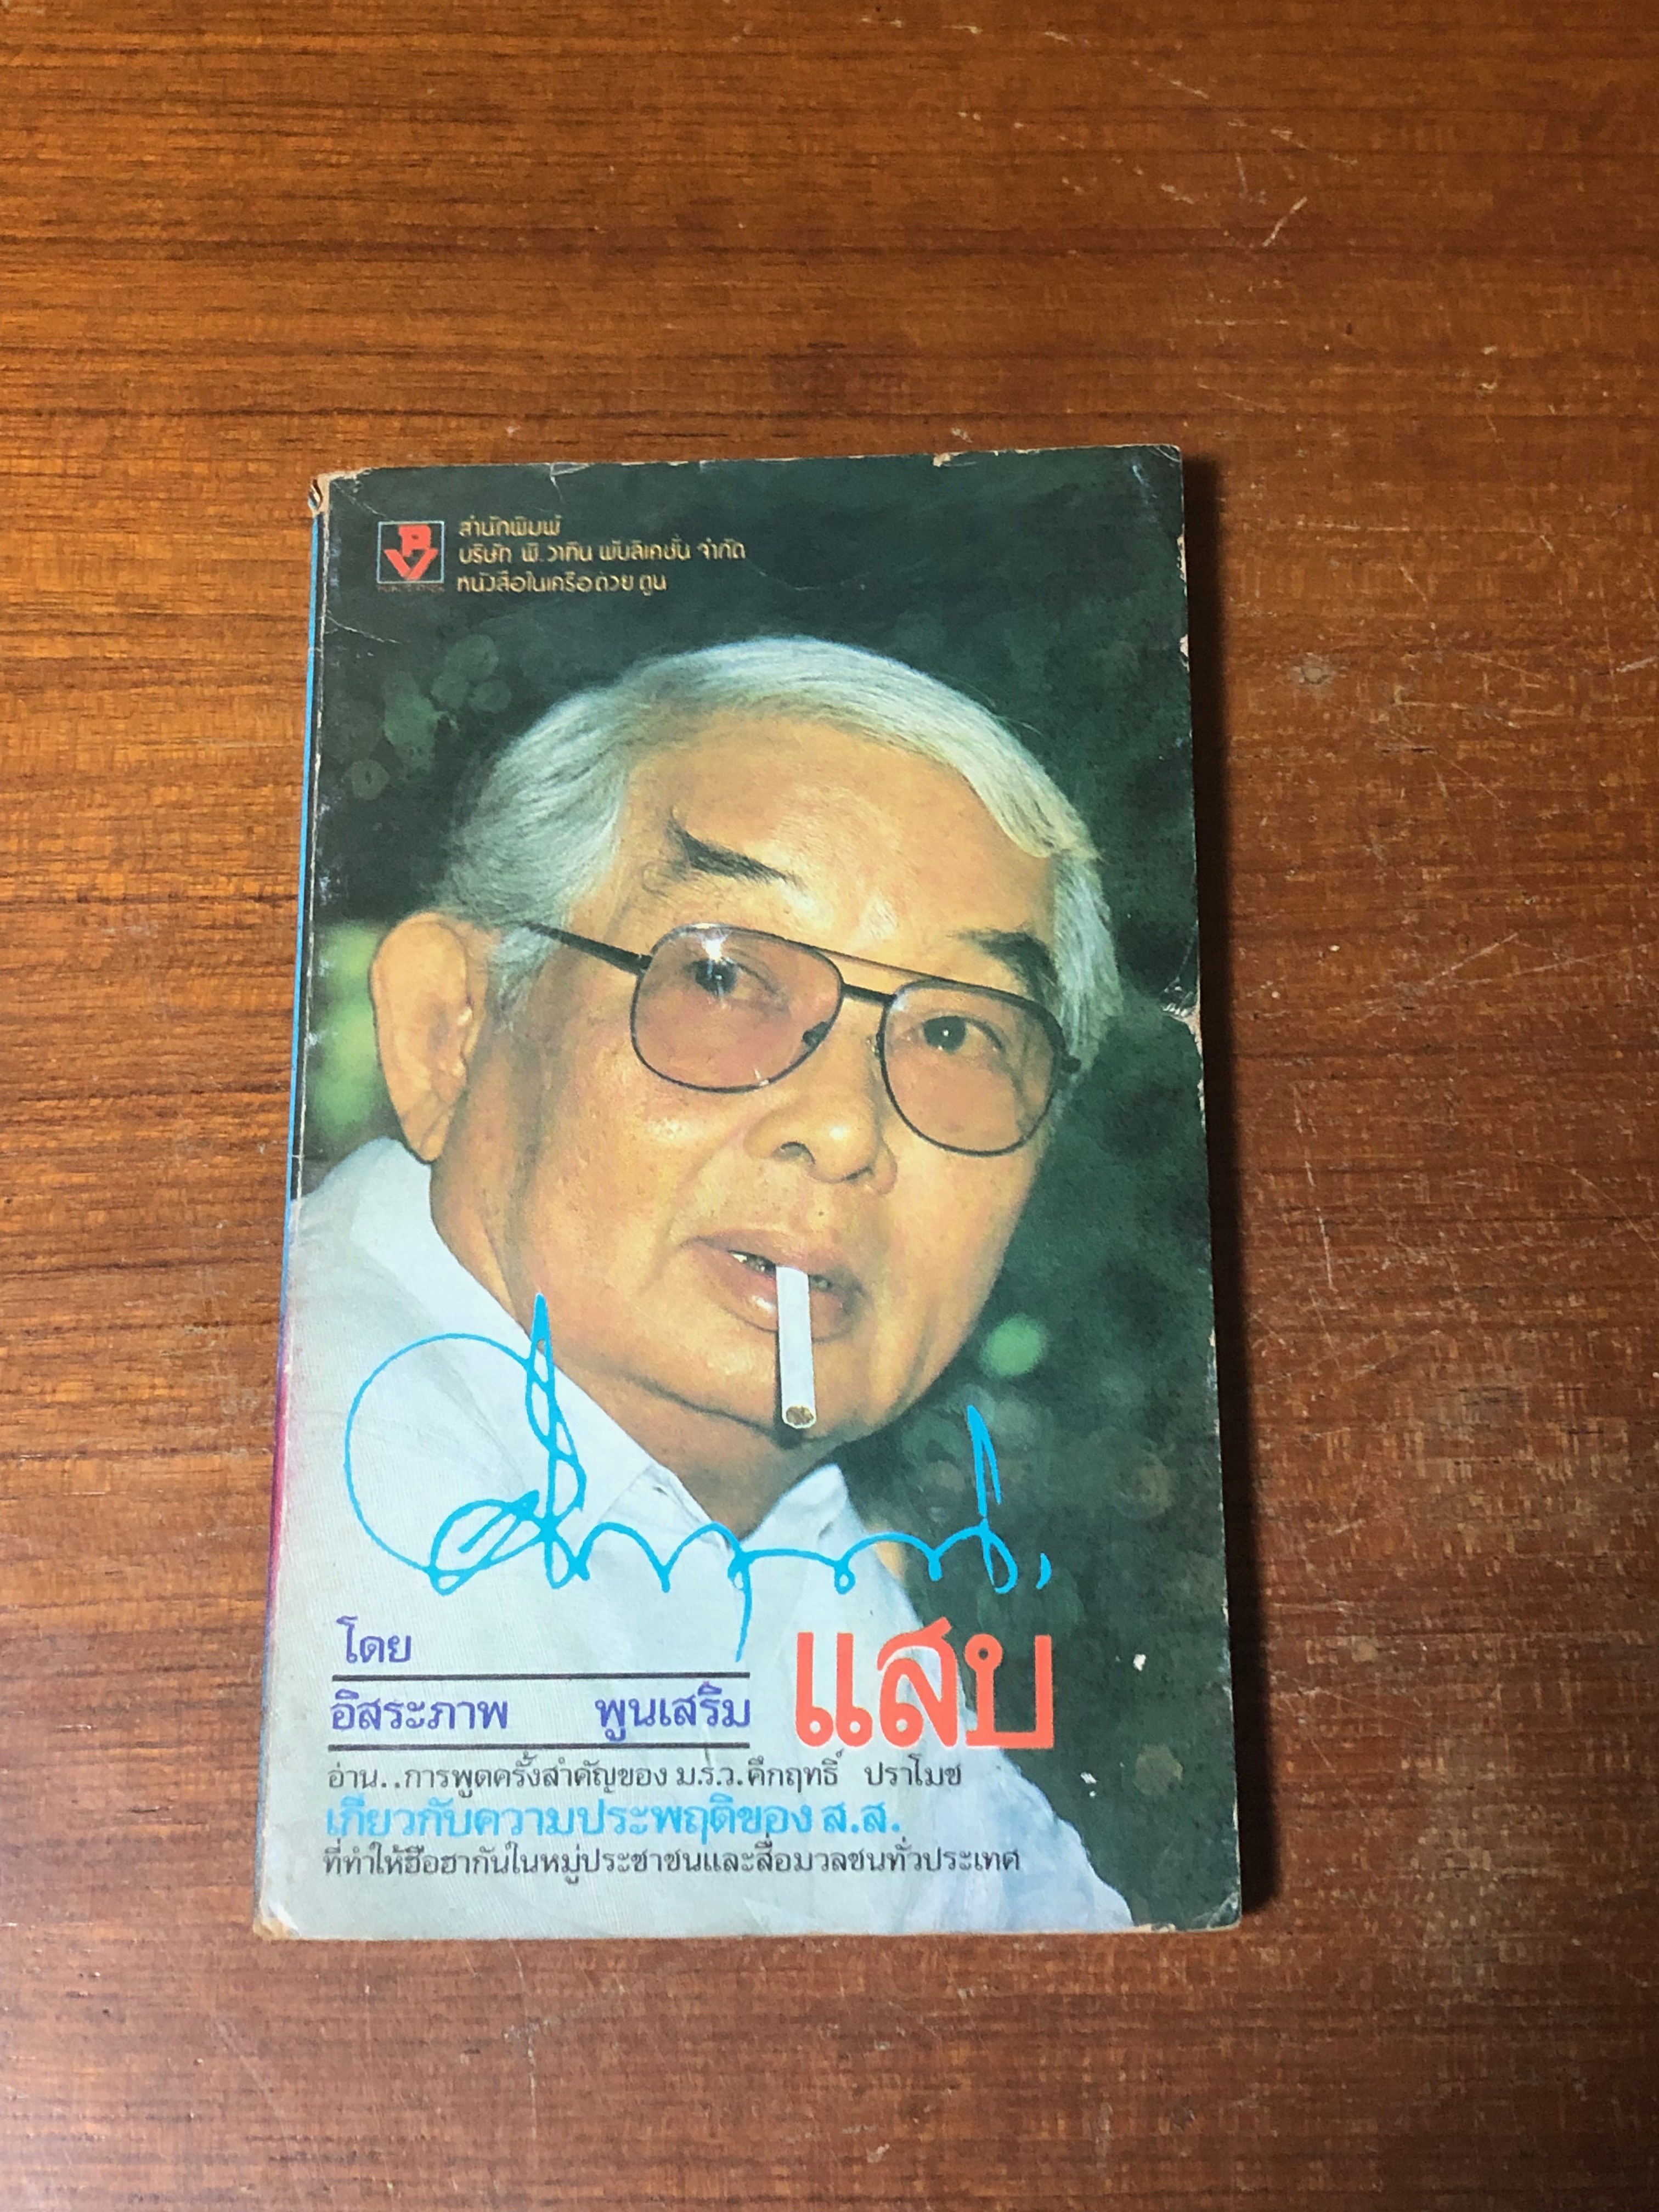 สำนักพิมพ์
บริษัท พี.วาทิน พับลิเคชั่น จำกัด
หนังสือในเครือต่วย ตูน
แสบ
โดย
อิสระภาพ พูนเสริม
อ่าน..การพูดครั้งสำคัญของ ม.ร.ว.คึกฤทธิ์ ปราโมช
เกี่ยวกับความประพฤติของ ส.ส.
ที่ทำให้ฮือฮากันในหมู่ประชาชนและสื่อมวลชนทั่วประเทศ